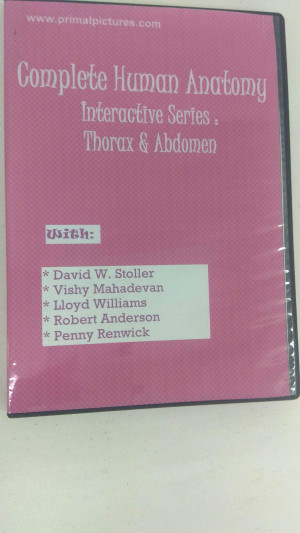 www.primalpictures.com
Complete Human Anatomy
Interactive Series :
Thorax & Abdomen
With:
* David W. Stoller
* Vishy Mahadevan
* Lloyd Williams
* Robert Anderson
* Penny Renwick